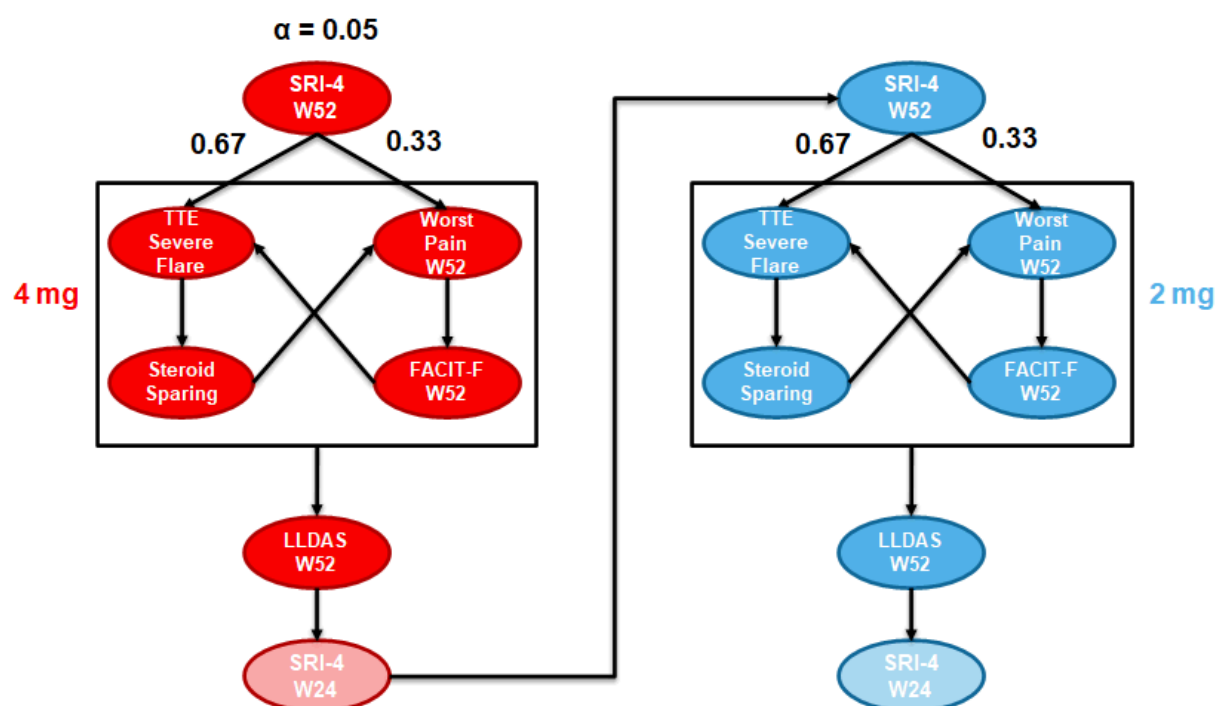 α = 0.05
SRI-4
W52
0.67
0.33
TTE
Severe
Flare
Worst
Pain
W52
4 mg
Steroid
Sparing
FACIT-F
W52
LLDAS
W52
SRI-4
W24
SRI-4
W52
0.67
0.33
TTE
Severe
Flare
Worst
Pain
W52
2 mg
Steroid
Sparing
FACIT-F
W52
LLDAS
W52
SRI-4
W24